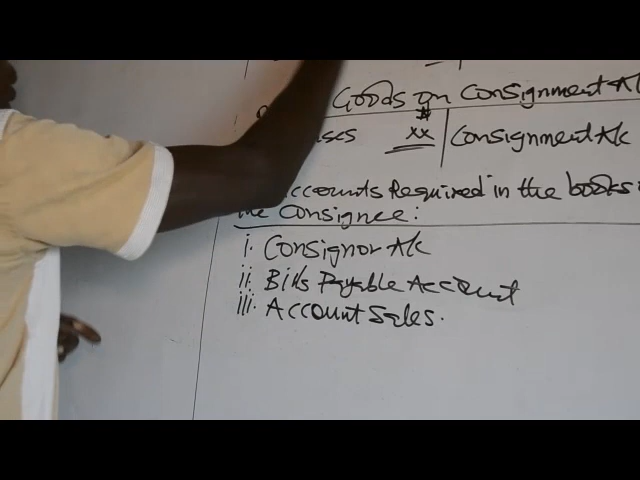 Goods on Consignment A/c
xx Consignment A/c
Accounts Required in the books
the Consignee:
i. Consignor A/c
ii. Bills Payable Account
iii. Account Sales.